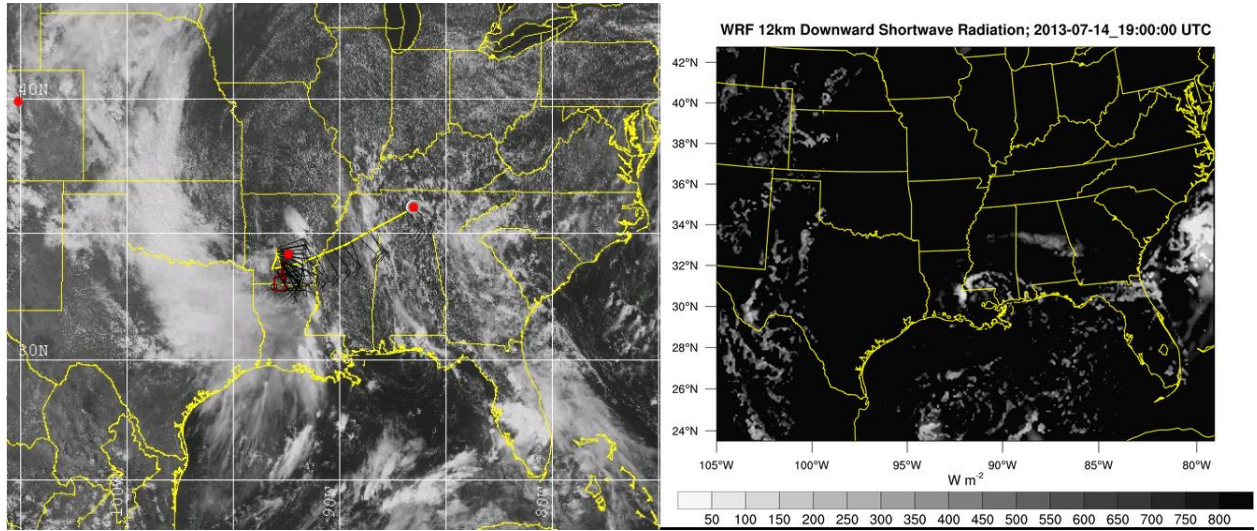 40N
30N
100W
90W
80W
WRF 12km Downward Shortwave Radiation; 2013-07-14_19:00:00 UTC
42°N
40°N
38°N
36°N
34°N
32°N
30°N
28°N
26°N
24°N
105°W 100°W 95°W 90°W 85°W 80°W
W m⁻²
50 100 150 200 250 300 350 400 450 500 550 600 650 700 750 800